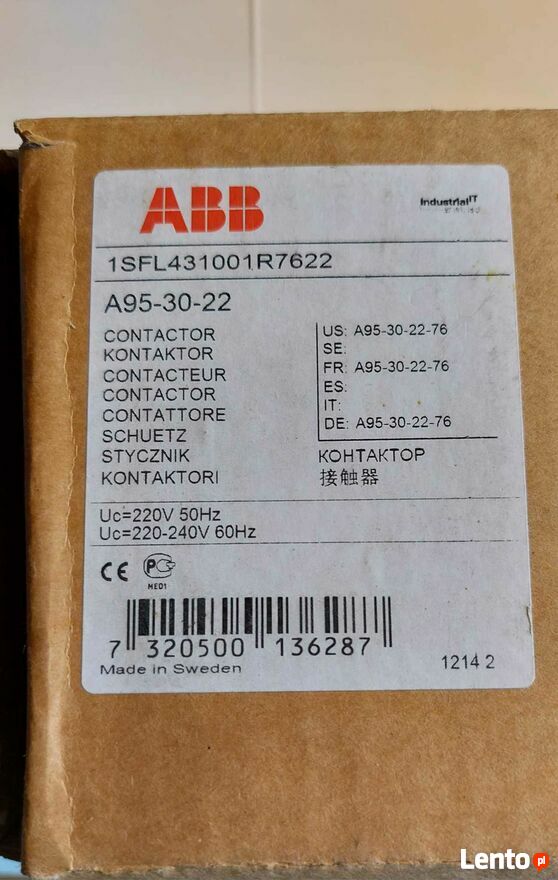 ABB
Industrial IT
1SFL431001R7622
A95-30-22
CONTACTOR
KONTAKTOR
CONTACTEUR
CONTACTOR
CONTATTORE
SCHUETZ
STYCZNIK
KONTAKTORI
US: A95-30-22-76
SE:
FR: A95-30-22-76
ES:
IT:
DE: A95-30-22-76
КОНТАКТОР
接触器
Uc=220V 50Hz
Uc=220-240V 60Hz
CE
PC
ME01
7 320500 136287
Made in Sweden
1214 2
Lento.pl